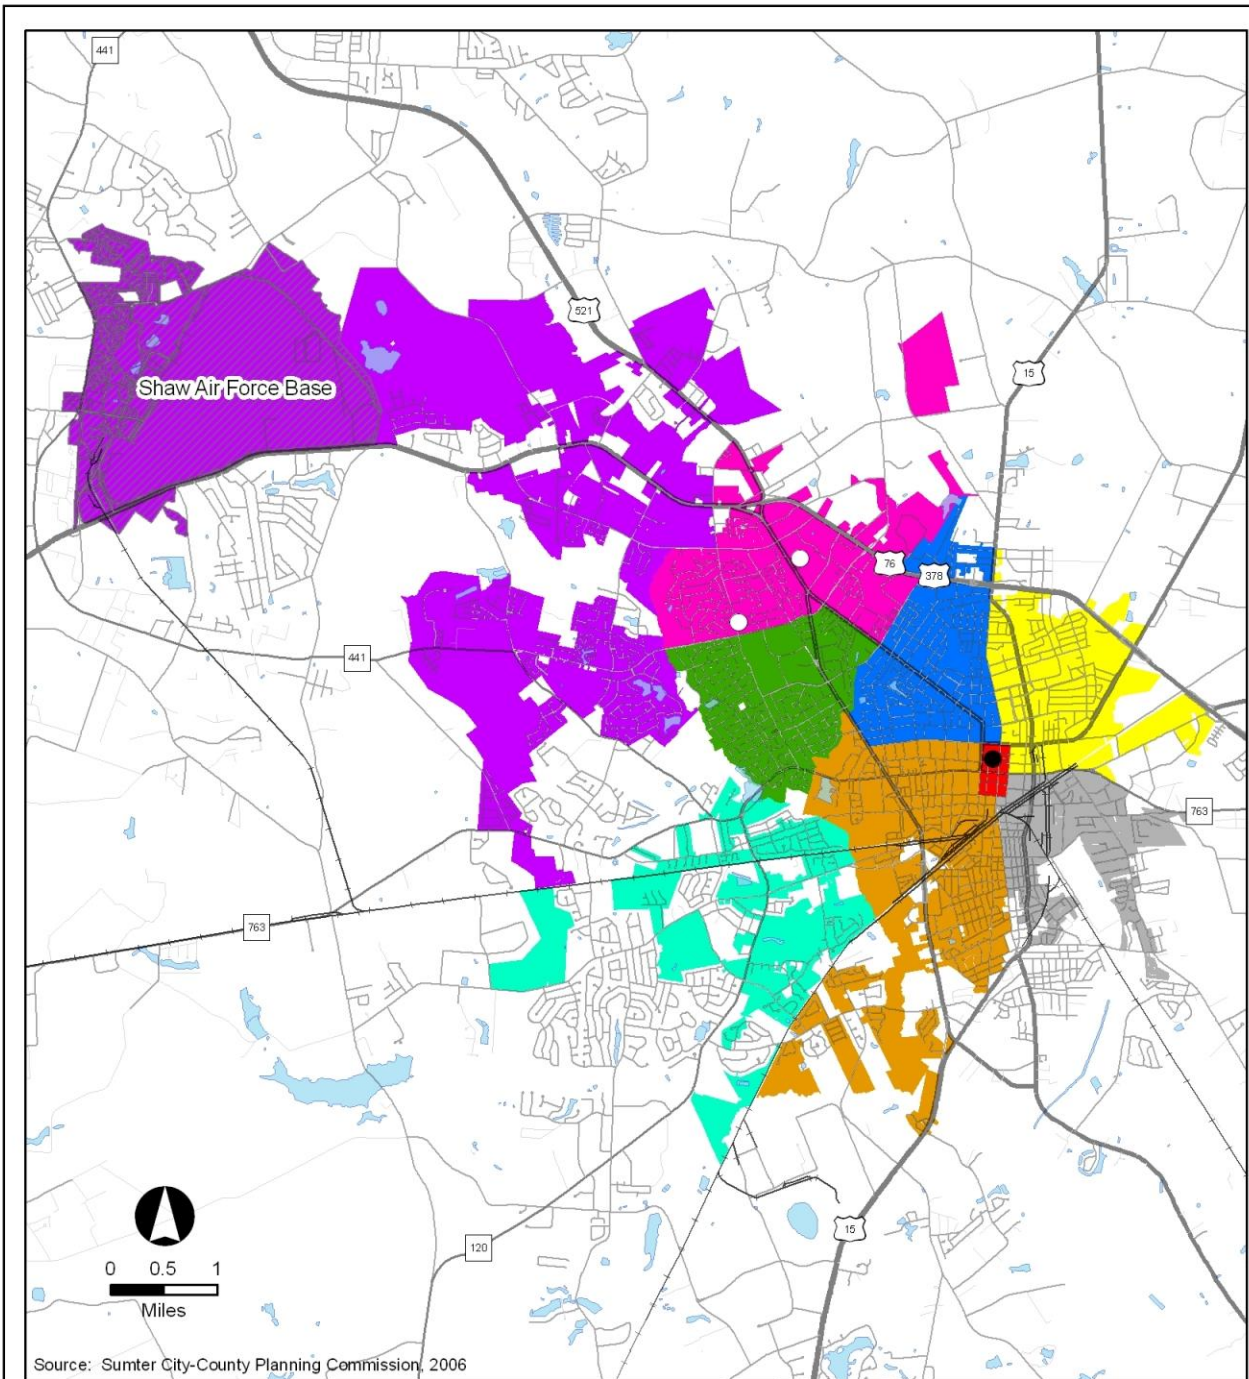 441
521
15
Shaw Air Force Base
76
378
441
763
763
0 0.5 1
Miles
120
15
Source: Sumter City-County Planning Commission, 2006